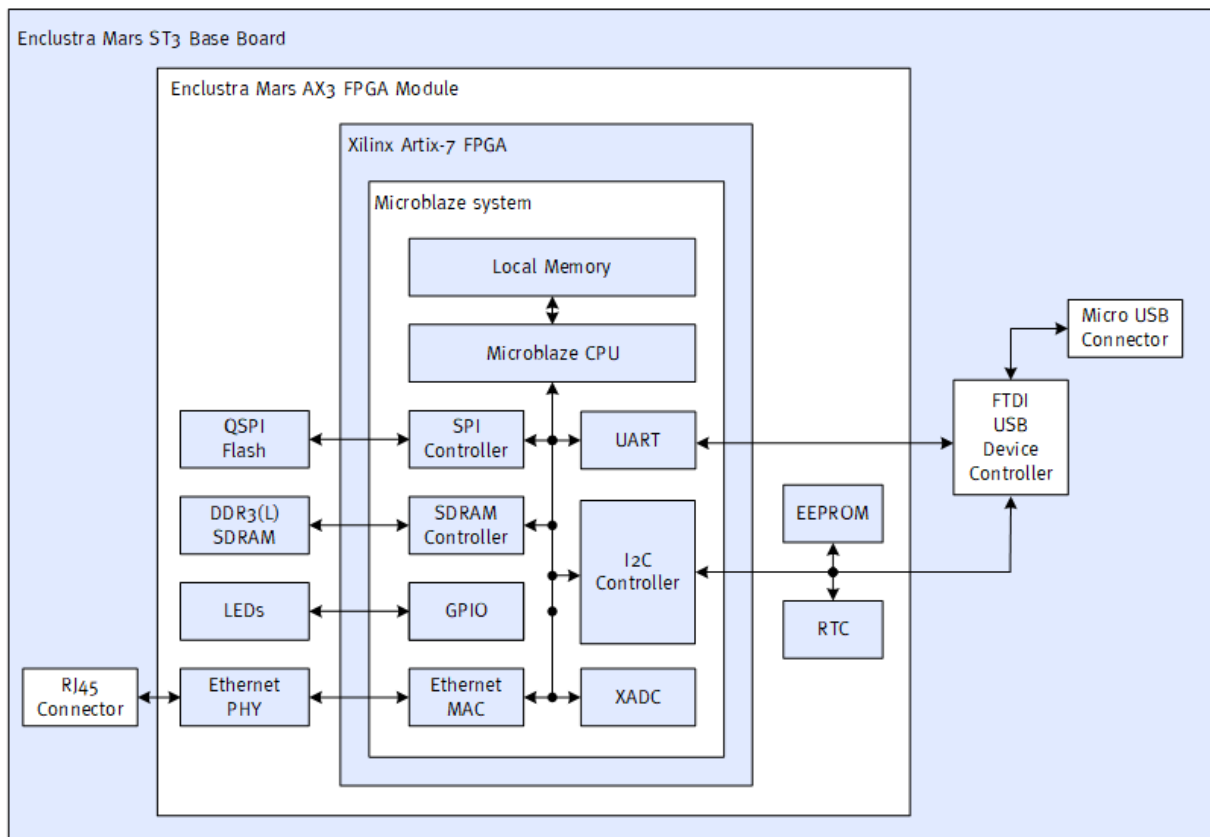 Enclustra Mars ST3 Base Board
Enclustra Mars AX3 FPGA Module
Xilinx Artix-7 FPGA
Microblaze system
Local Memory
Microblaze CPU
Micro USB
Connector
QSPI
Flash
SPI
Controller
UART
FTDI
USB
Device
Controller
DDR3(L)
SDRAM
SDRAM
Controller
I2C
Controller
EEPROM
LEDs
GPIO
RTC
RJ45
Connector
Ethernet
PHY
Ethernet
MAC
XADC